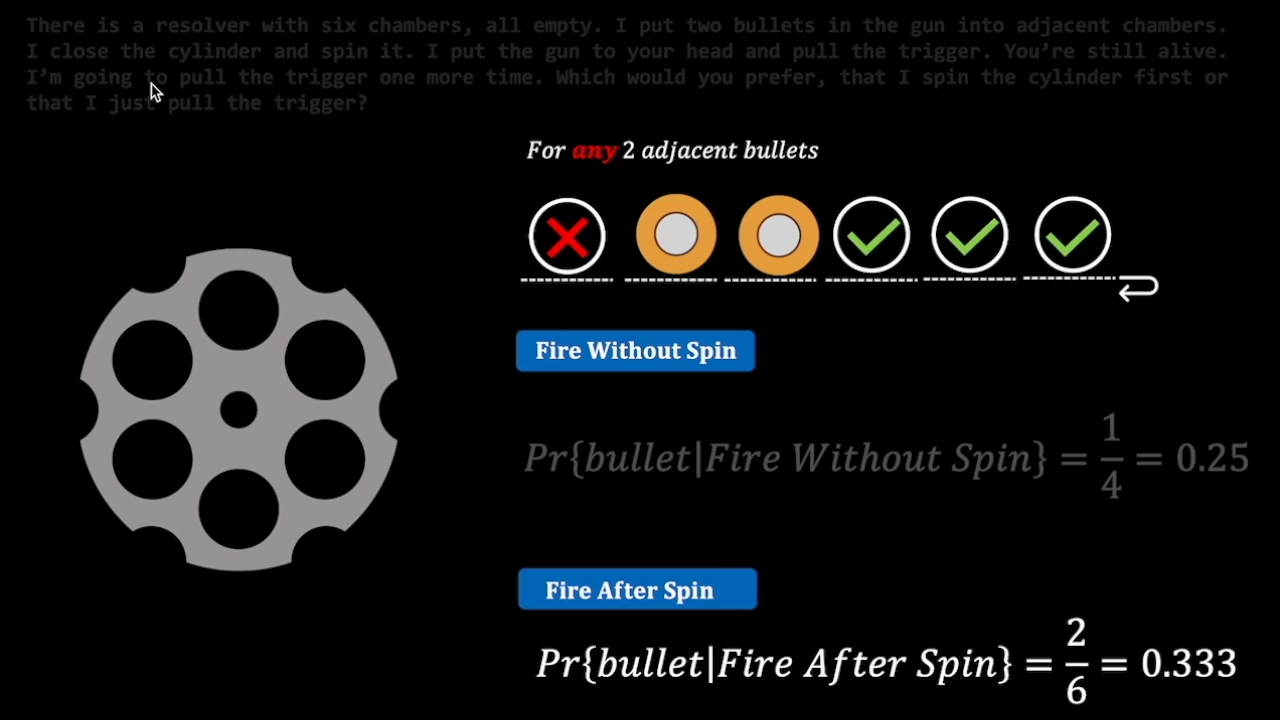 There is a resolver with six chambers, all empty. I put two bullets in the gun into adjacent chambers.
I close the cylinder and spin it. I put the gun to your head and pull the trigger. You’re still alive.
I’m going to pull the trigger one more time. Which would you prefer, that I spin the cylinder first or
that I just pull the trigger?
For any 2 adjacent bullets
Fire Without Spin
Pr{bullet|Fire Without Spin} = 1/4 = 0.25
Fire After Spin
Pr{bullet|Fire After Spin} = 2/6 = 0.333